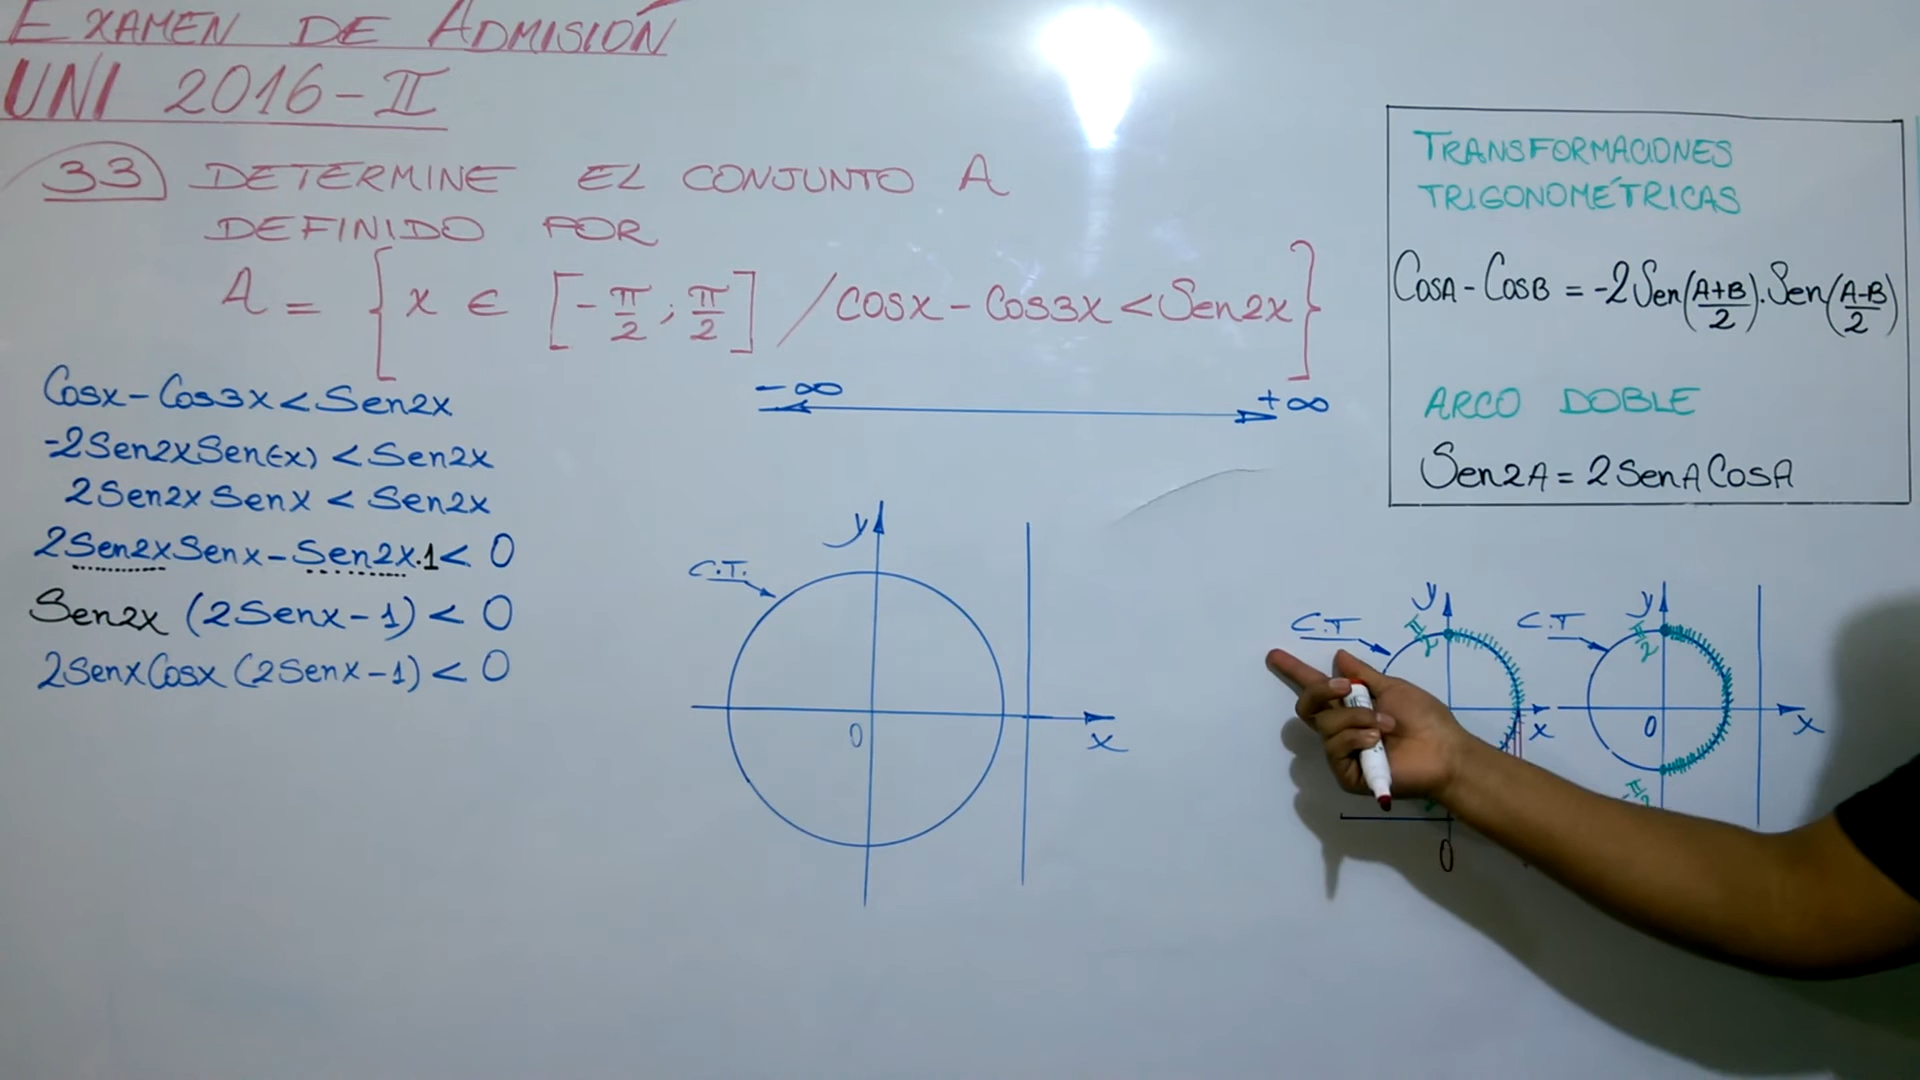 EXAMEN DE ADMISIÓN
UNI 2016-II
33 DETERMINE EL CONJUNTO A
DEFINIDO POR
A = { x ∈ [-π/2 ; π/2] / cosx - Cos3x < Sen2x }
Cosx - Cos3x < Sen2x
-2Sen2xSen(-x) < Sen2x
2Sen2xSenx < Sen2x
2Sen2xSenx - Sen2x.1 < 0
Sen2x (2Senx - 1) < 0
2SenxCosx (2Senx - 1) < 0
-∞ +∞
y
C.T.
0
x
TRANSFORMACIONES
TRIGONOMÉTRICAS
CosA - CosB = -2Sen(A+B/2).Sen(A-B/2)
ARCO DOBLE
Sen2A = 2SenACosA
y
C.T
π/2
x
0
y
C.T
π/2
0
x
-π/2